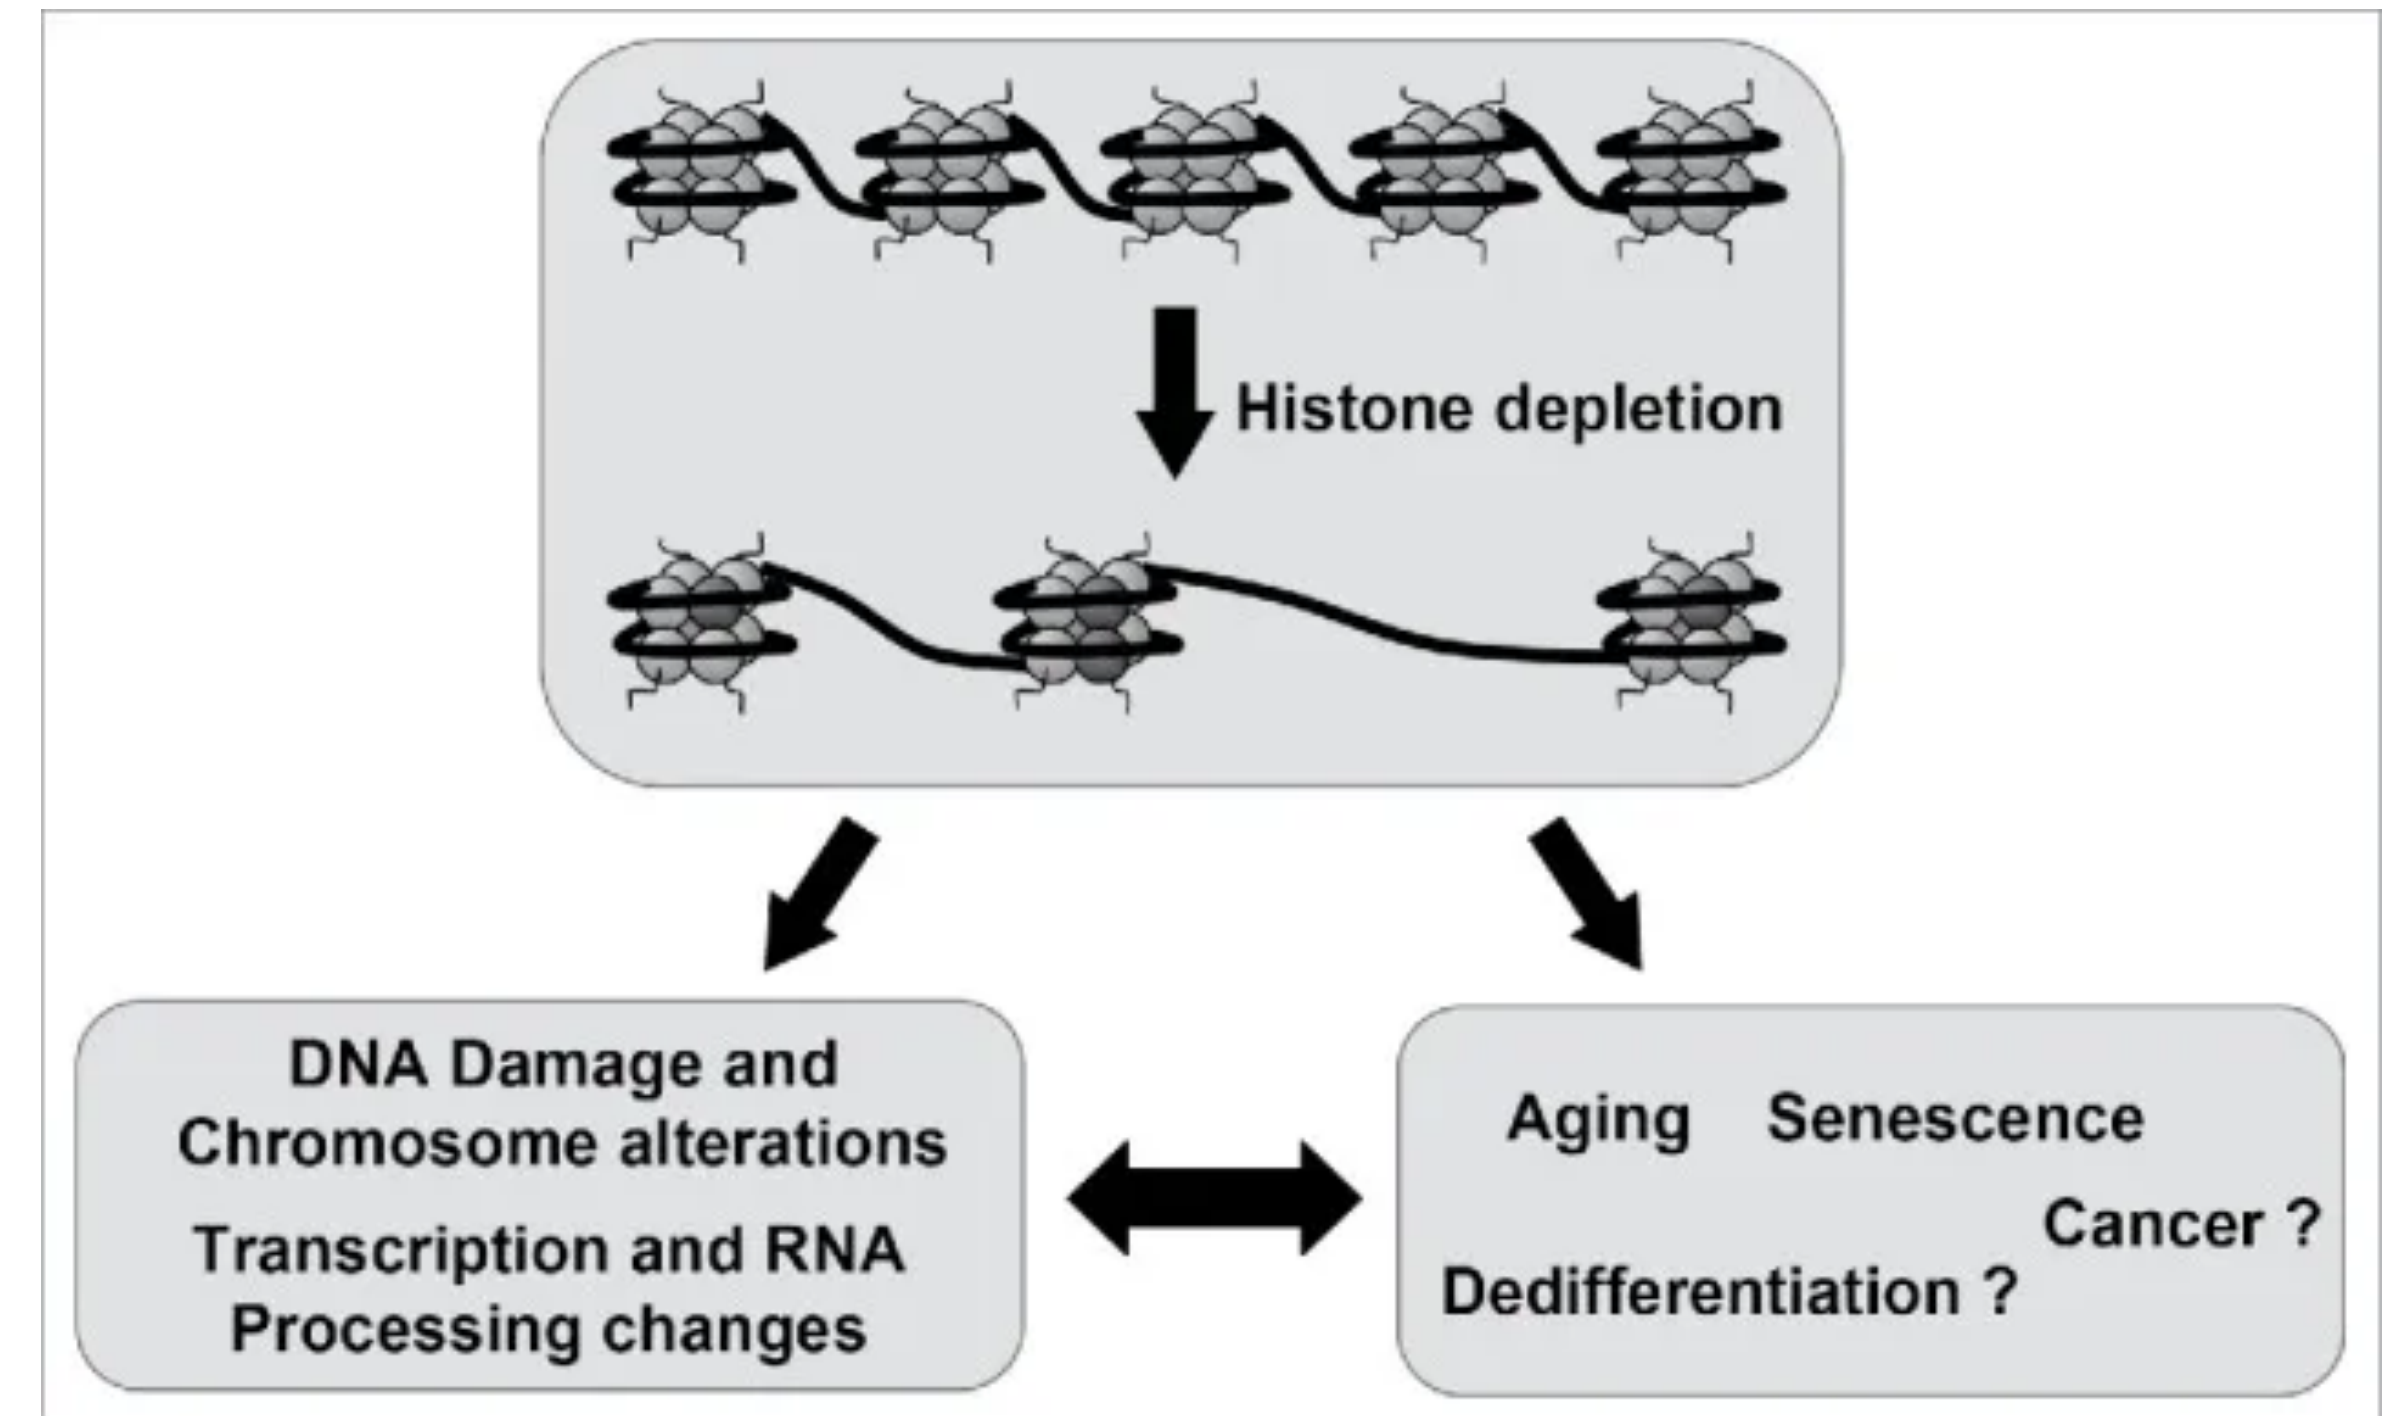 Histone depletion
DNA Damage and
Chromosome alterations
Transcription and RNA
Processing changes
Aging Senescence
Cancer ?
Dedifferentiation ?